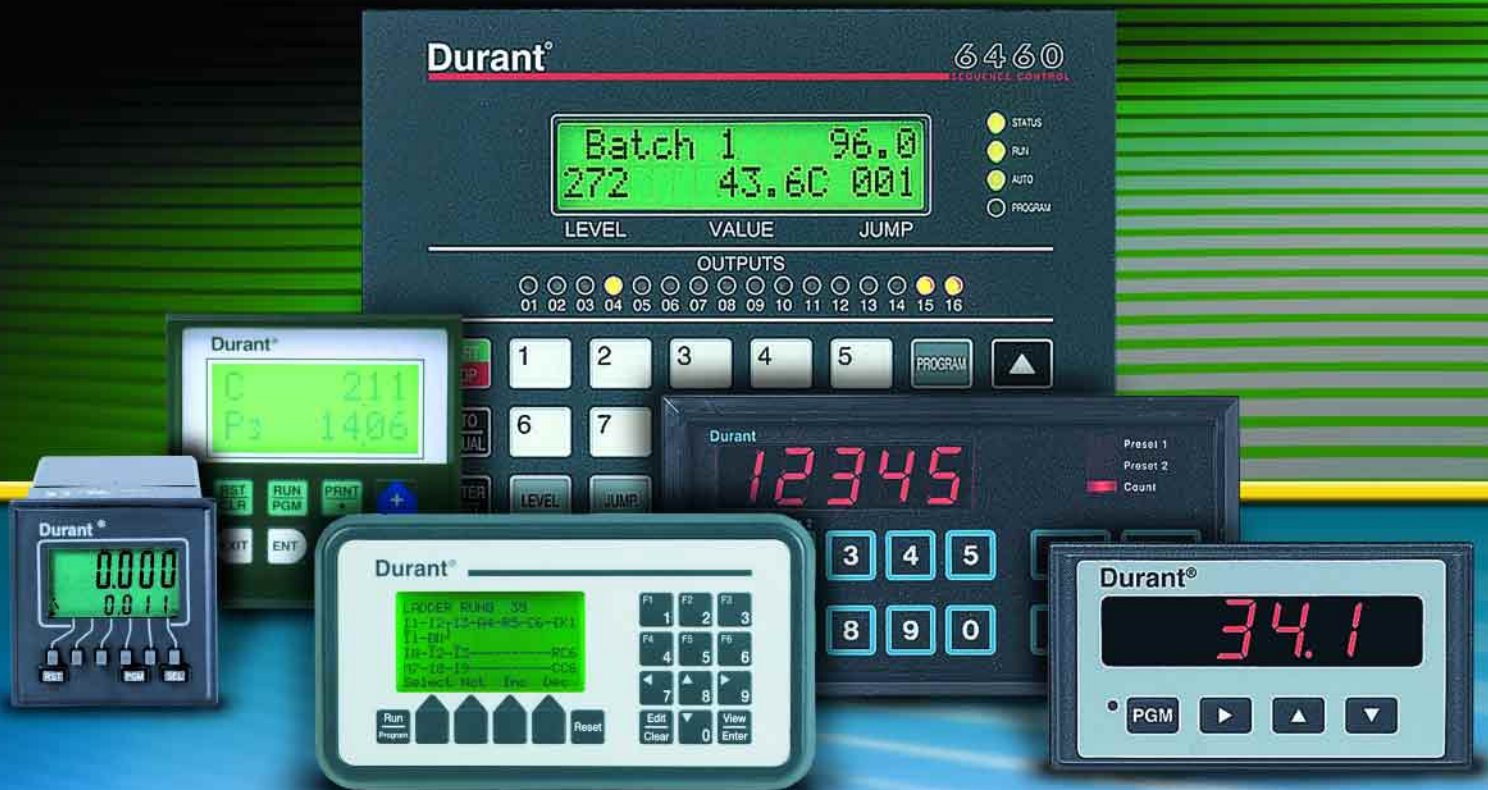 Durant®
6460
SEQUENCE CONTROL
Batch 1 96.0
272 43.6C 001
LEVEL VALUE JUMP
STATUS
RUN
AUTO
PROGRAM
OUTPUTS
01 02 03 04 05 06 07 08 09 10 11 12 13 14 15 16
1 2 3 4 5 PROGRAM
6 7
LEVEL JUMP
Durant®
C 211
P3 14.06
RST CLR
RUN PGM
PRNT
+
ENT
Durant
12345
Preset 1
Preset 2
Count
3 4 5
8 9 0
Durant®
0.000
0.011
RST PGM SEL
Durant®
LADDER RUNG 39
Select Not Inc Dec
Run Program
Reset
F1 1 F2 2 F3 3
F4 4 F5 5 F6 6
7 8 9
Edit Clear 0 View Enter
Durant®
34.1
PGM